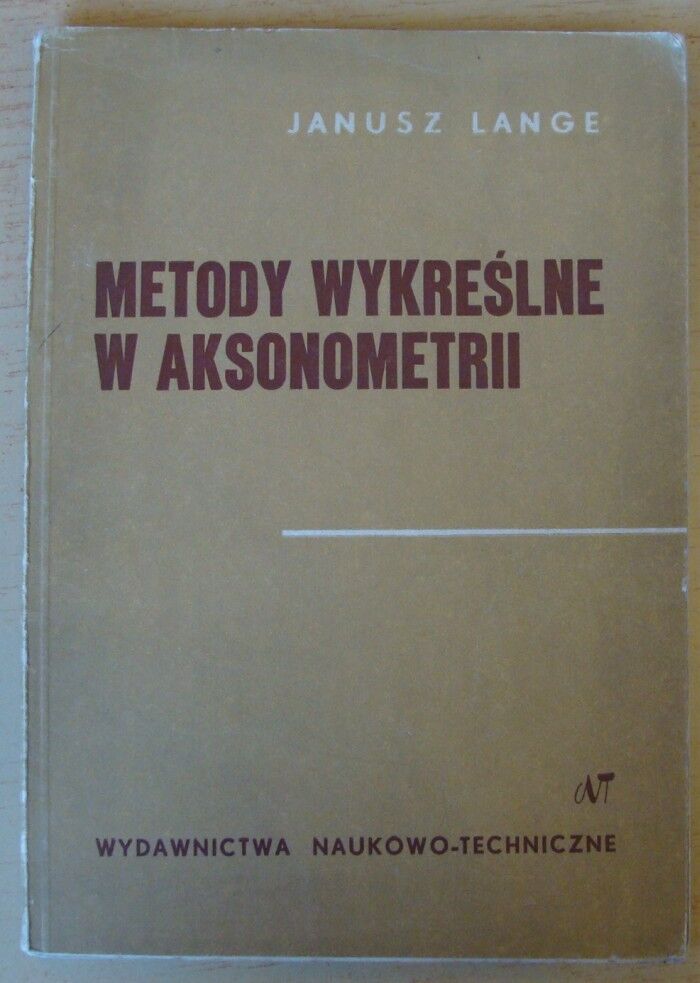 JANUSZ LANGE
METODY WYKREŚLNE
W AKSONOMETRII
WNT
WYDAWNICTWA NAUKOWO-TECHNICZNE